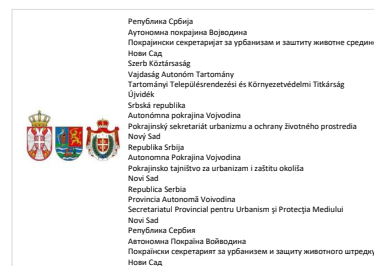 Република Србија
Аутономна покрајина Војводина
Покрајински секретаријат за урбанизам и заштиту животне средине
Нови Сад
Szerb Köztársaság
Vajdaság Autonóm Tartomány
Tartományi Településrendezési és Környezetvédelmi Titkárság
Újvidék
Srbská republika
Autonómna pokrajina Vojvodina
Pokrajinský sekretariát urbanizmu a ochrany životného prostredia
Nový Sad
Republika Srbija
Autonomna Pokrajina Vojvodina
Pokrajinsko tajništvo za urbanizam i zaštitu okoliša
Novi Sad
Republica Serbia
Provincia Autonomă Voivodina
Secretariatul Provincial pentru Urbanism și Protecția Mediului
Novi Sad
Република Сербия
Автономна Покраїна Войводина
Покраїнски секретарият за урбанизем и защиту животного штредку
Нови Сад